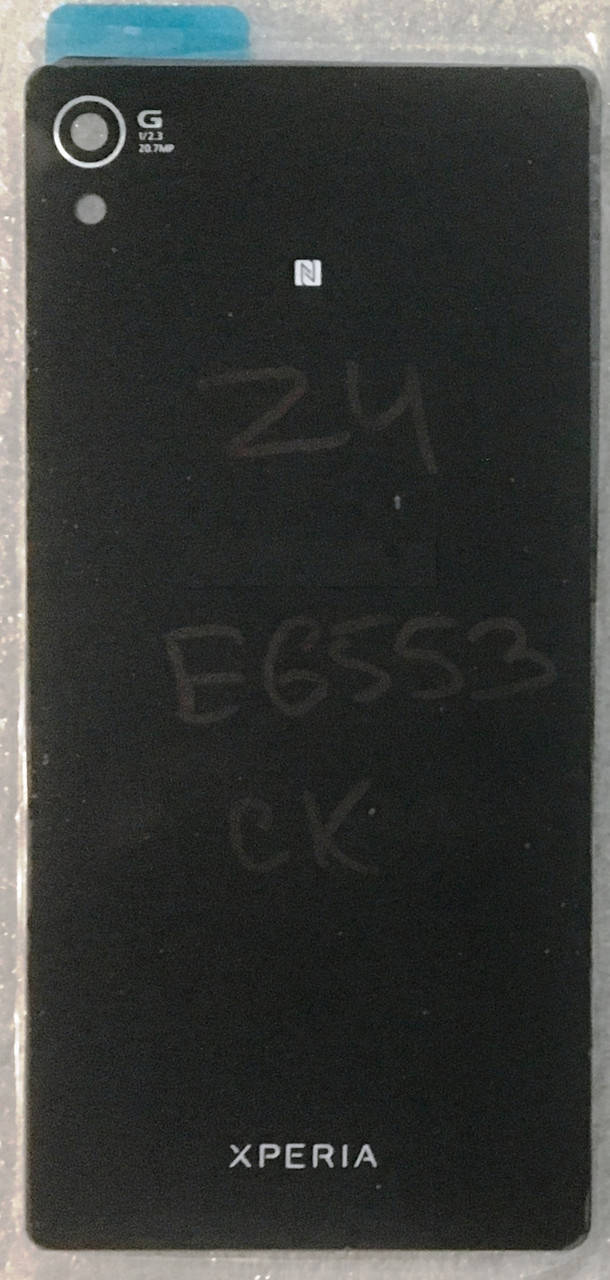 G
f/2.3
20.7MP
N
Z4
E6553
CK
XPERIA